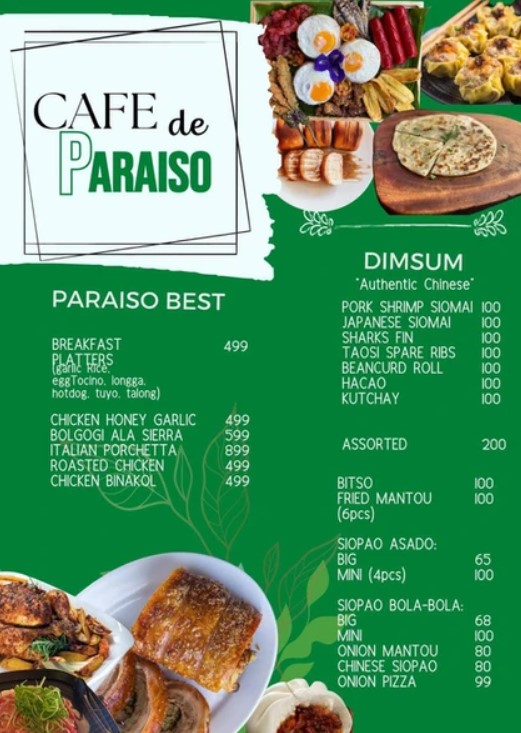 CAFE de
PARAISO
PARAISO BEST
BREAKFAST 499
PLATTERS
(garlic Rice,
eggTocino, longga,
hotdog, tuyo, talong)
CHICKEN HONEY GARLIC 499
BOLGOGI ALA SIERRA 599
ITALIAN PORCHETTA 899
ROASTED CHICKEN 499
CHICKEN BINAKOL 499
DIMSUM
"Authentic Chinese"
PORK SHRIMP SIOMAI 100
JAPANESE SIOMAI 100
SHARKS FIN 100
TAOSI SPARE RIBS 100
BEANCURD ROLL 100
HACAO 100
KUTCHAY 100
ASSORTED 200
BITSO 100
FRIED MANTOU 100
(6pcs)
SIOPAO ASADO:
BIG 65
MINI (4pcs) 100
SIOPAO BOLA-BOLA:
BIG 68
MINI 100
ONION MANTOU 80
CHINESE SIOPAO 80
ONION PIZZA 99